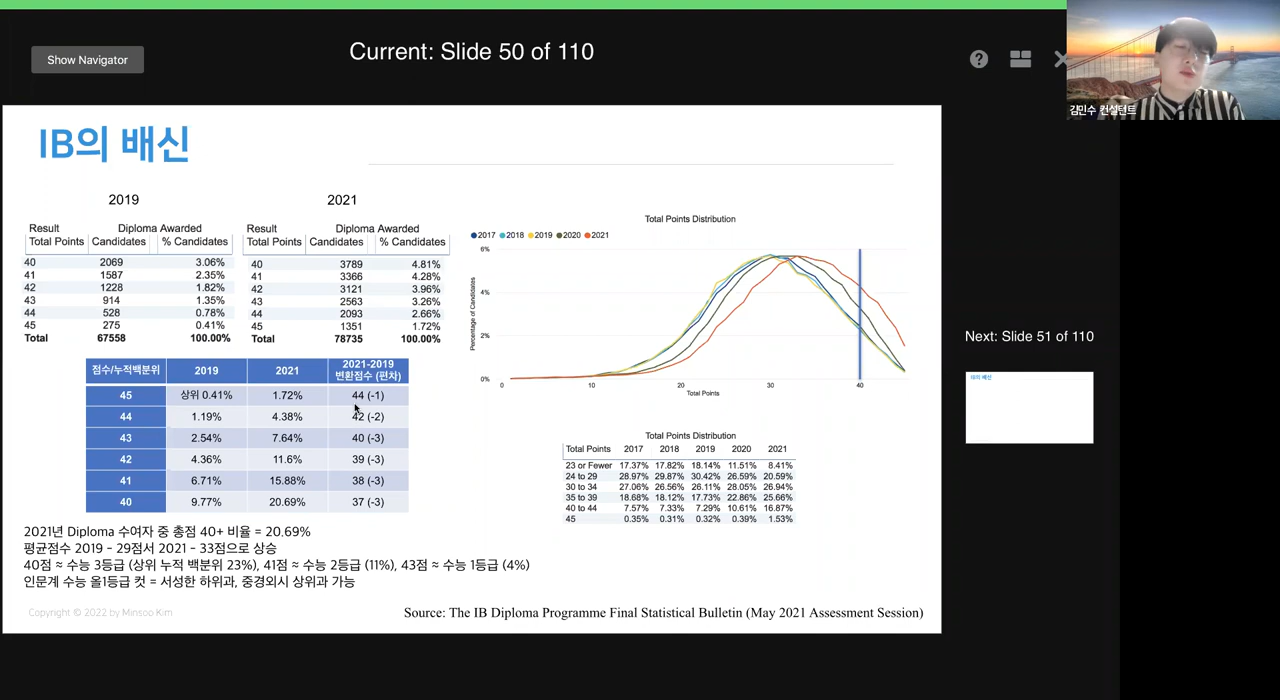 Show Navigator
Current: Slide 50 of 110
?
김민수 컨설턴트
IB의 배신
2019
Result Diploma Awarded
Total Points Candidates % Candidates
40 2069 3.06%
41 1587 2.35%
42 1228 1.82%
43 914 1.35%
44 528 0.78%
45 275 0.41%
Total 67558 100.00%
2021
Result Diploma Awarded
Total Points Candidates % Candidates
40 3789 4.81%
41 3366 4.28%
42 3121 3.96%
43 2563 3.26%
44 2093 2.66%
45 1351 1.72%
Total 78735 100.00%
Total Points Distribution
2017 2018 2019 2020 2021
Percentage of Candidates
6%
4%
2%
0%
0 10 20 30 40
Total Points
점수/누적백분위 2019 2021 2021-2019
변환점수 (편차)
45 상위 0.41% 1.72% 44 (-1)
44 1.19% 4.38% 42 (-2)
43 2.54% 7.64% 40 (-3)
42 4.36% 11.6% 39 (-3)
41 6.71% 15.88% 38 (-3)
40 9.77% 20.69% 37 (-3)
Total Points Distribution
Total Points 2017 2018 2019 2020 2021
23 or Fewer 17.37% 17.82% 18.14% 11.51% 8.41%
24 to 29 28.97% 29.87% 30.42% 26.59% 20.59%
30 to 34 27.06% 26.56% 26.11% 28.05% 26.94%
35 to 39 18.68% 18.12% 17.73% 22.86% 25.66%
40 to 44 7.57% 7.33% 7.29% 10.61% 16.87%
45 0.35% 0.31% 0.32% 0.39% 1.53%
2021년 Diploma 수여자 중 총점 40+ 비율 = 20.69%
평균점수 2019 - 29점서 2021 - 33점으로 상승
40점 ≈ 수능 3등급 (상위 누적 백분위 23%), 41점 ≈ 수능 2등급 (11%), 43점 ≈ 수능 1등급 (4%)
인문계 수능 올1등급 컷 = 서성한 하위과, 중경외시 상위과 가능
Copyright © 2022 by Minsoo Kim
Source: The IB Diploma Programme Final Statistical Bulletin (May 2021 Assessment Session)
Next: Slide 51 of 110
IB의 배신